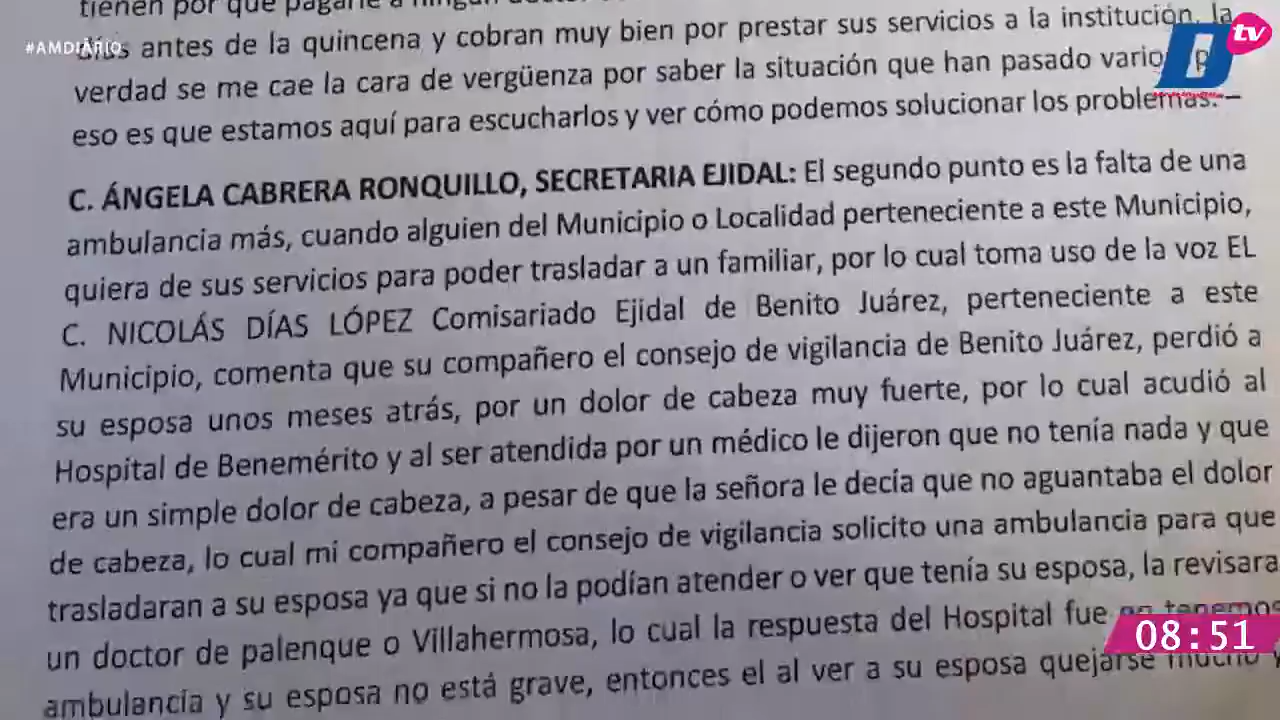 tienen por que pagarle a ningún
#AMDIARIO
días antes de la quincena y cobran muy bien por prestar sus servicios a la institución, la
verdad se me cae la cara de vergüenza por saber la situación que han pasado
eso es que estamos aquí para escucharlos y ver cómo podemos solucionar los problemas. –
tv
C. ÁNGELA CABRERA RONQUILLO, SECRETARIA EJIDAL: El segundo punto es la falta de una
ambulancia más, cuando alguien del Municipio o Localidad perteneciente a este Municipio,
quiera de sus servicios para poder trasladar a un familiar, por lo cual toma uso de la voz EL
C. NICOLÁS DÍAS LÓPEZ Comisariado Ejidal de Benito Juárez, perteneciente a este
Municipio, comenta que su compañero el consejo de vigilancia de Benito Juárez, perdió a
su esposa unos meses atrás, por un dolor de cabeza muy fuerte, por lo cual acudió al
Hospital de Benemérito y al ser atendida por un médico le dijeron que no tenía nada y que
era un simple dolor de cabeza, a pesar de que la señora le decía que no aguantaba el dolor
de cabeza, lo cual mi compañero el consejo de vigilancia solicito una ambulancia para que
trasladaran a su esposa ya que si no la podían atender o ver que tenía su esposa, la revisara
un doctor de palenque o Villahermosa, lo cual la respuesta del Hospital fue no tenemos
08:51
ambulancia y su esposa no está grave, entonces el al ver a su esposa quejarse mucho y